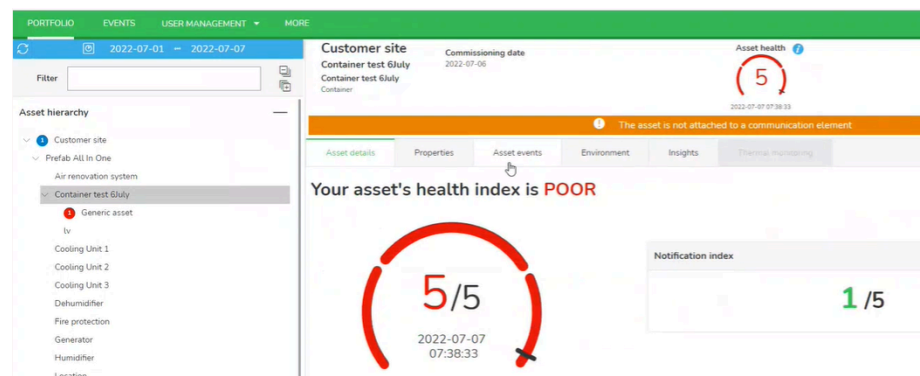 PORTFOLIO EVENTS USER MANAGEMENT MORE
2022-07-01 - 2022-07-07
Filter
Asset hierarchy
1 Customer site
Prefab All In One
Air renovation system
Container test 6July
1 Generic asset
lv
Cooling Unit 1
Cooling Unit 2
Cooling Unit 3
Dehumidifier
Fire protection
Generator
Humidifier
Location
Customer site
Container test 6July
Container test 6July
Container
Commissioning date
2022-07-06
Asset health i
5
2022-07-07 07:38:33
! The asset is not attached to a communication element
Asset details Properties Asset events Environment Insights Thermal monitoring
Your asset's health index is POOR
5/5
2022-07-07
07:38:33
Notification index
1 /5